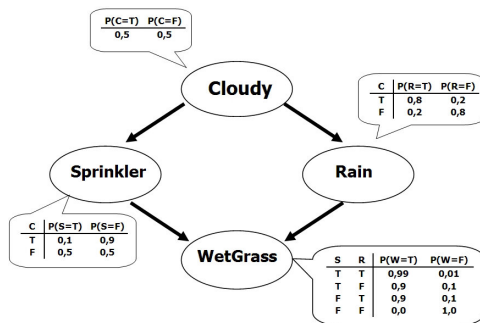 P(C=T) P(C=F)
0,5 0,5
Cloudy
C P(R=T) P(R=F)
T 0,8 0,2
F 0,2 0,8
Sprinkler
Rain
C P(S=T) P(S=F)
T 0,1 0,9
F 0,5 0,5
WetGrass
S R P(W=T) P(W=F)
T T 0,99 0,01
T F 0,9 0,1
F T 0,9 0,1
F F 0,0 1,0